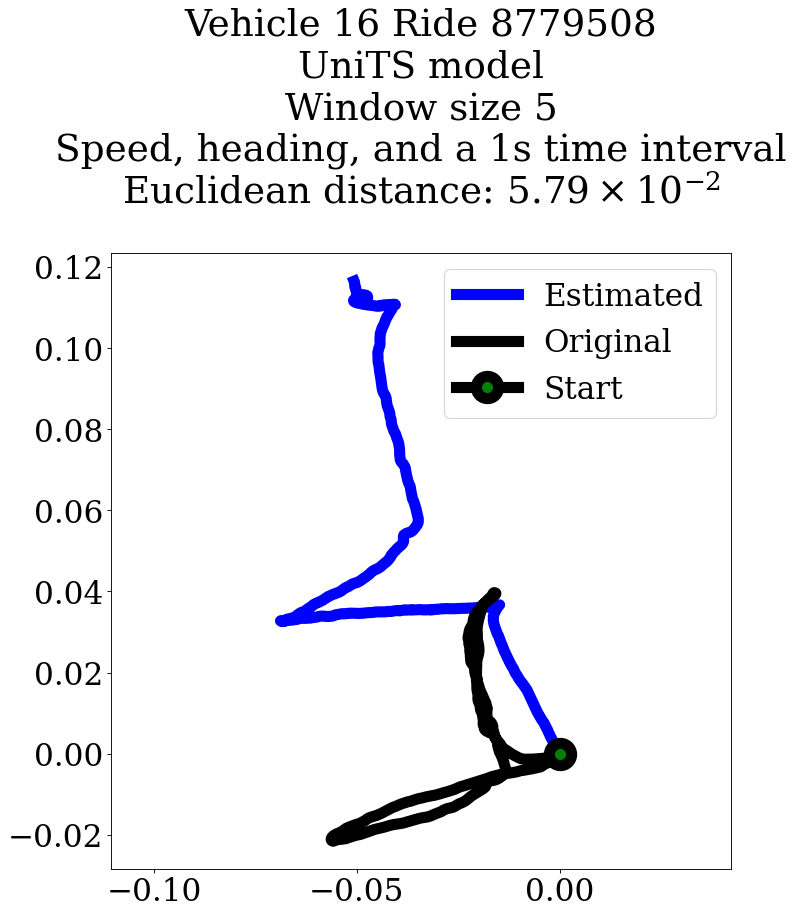 Vehicle 16 Ride 8779508
UniTS model
Window size 5
Speed, heading, and a 1s time interval
Euclidean distance: 5.79 × 10⁻²
0.12
0.10
0.08
0.06
0.04
0.02
0.00
−0.02
Estimated
Original
Start
−0.10
−0.05
0.00